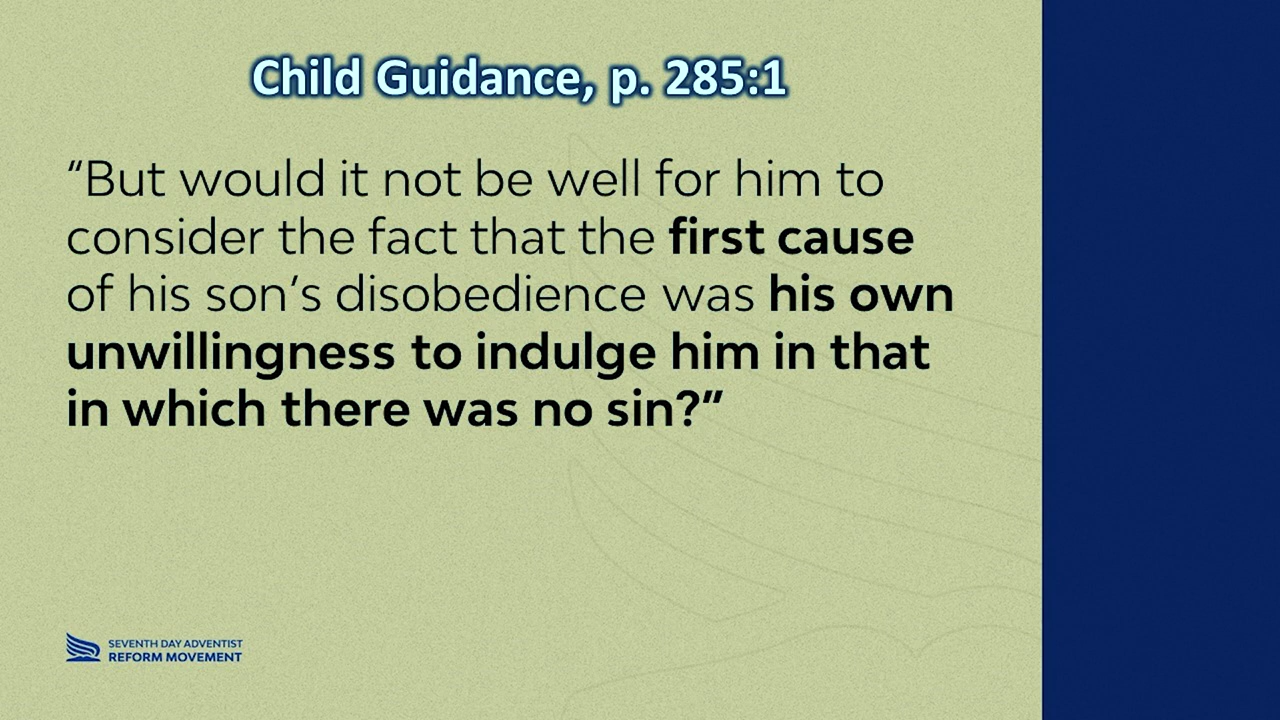 Child Guidance, p. 285:1
“But would it not be well for him to
consider the fact that the first cause
of his son’s disobedience was his own
unwillingness to indulge him in that
in which there was no sin?”
SEVENTH DAY ADVENTIST
REFORM MOVEMENT